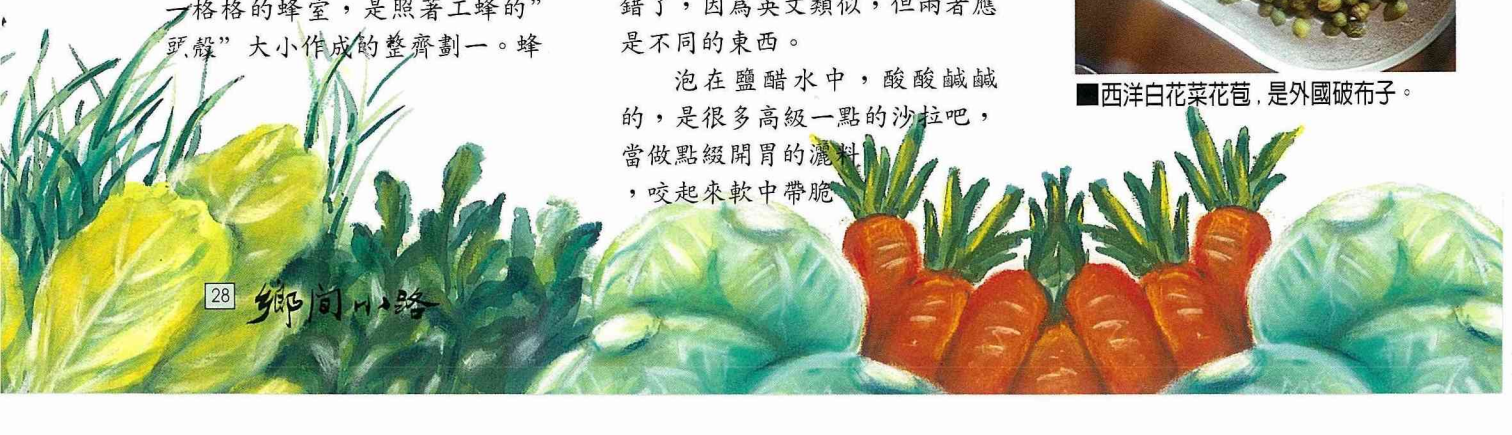 一格格的蜂室，是照著工蜂的”
頭殼”大小作成的整齊劃一。蜂
錯了，因為英文類似，但兩者應
是不同的東西。
泡在鹽醋水中，酸酸鹹鹹
的，是很多高級一點的沙拉吧，
當做點綴開胃的灑料
，咬起來軟中帶脆
■西洋白花菜花苞，是外國破布子。
28 鄉間小路